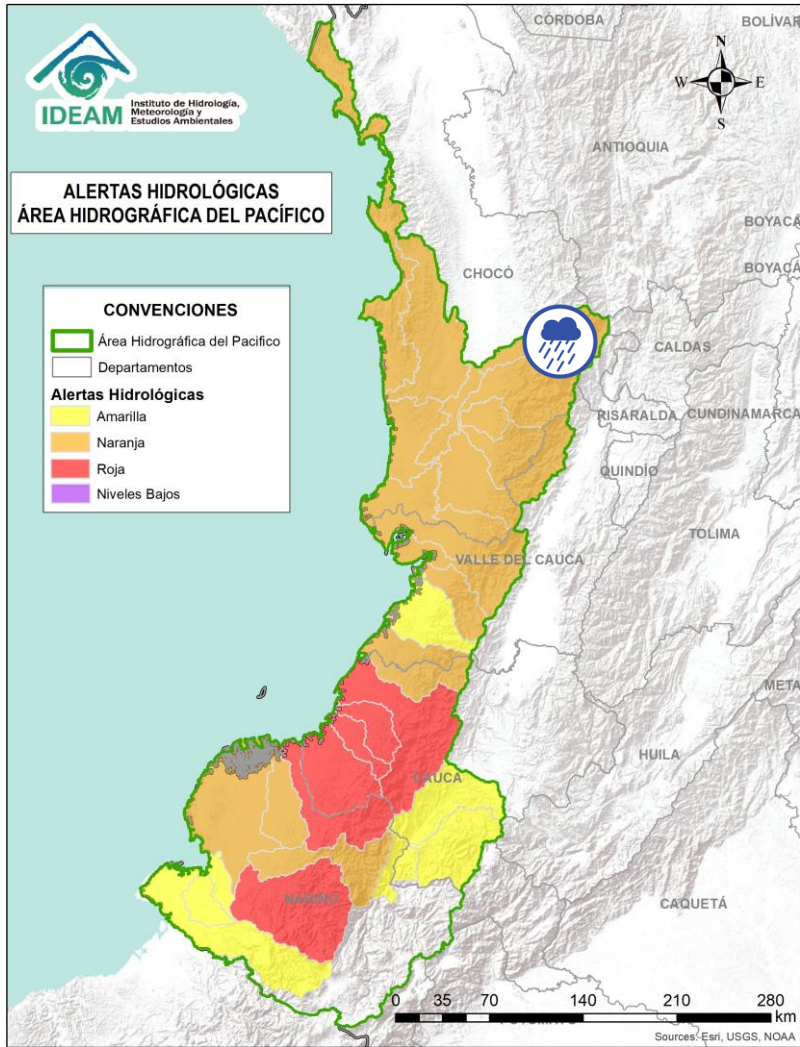 IDEAM
Instituto de Hidrología,
Meteorología y
Estudios Ambientales
ALERTAS HIDROLÓGICAS
ÁREA HIDROGRÁFICA DEL PACÍFICO
CONVENCIONES
Área Hidrográfica del Pacifico
Departamentos
Alertas Hidrológicas
Amarilla
Naranja
Roja
Niveles Bajos
N
W E
S
CÓRDOBA
BOLÍVAR
ANTIOQUIA
BOYACÁ
BOYACÁ
CHOCÓ
CALDAS
RISARALDA
CUNDINAMARCA
QUINDÍO
TOLIMA
VALLE DEL CAUCA
META
HUILA
CAUCA
NARIÑO
CAQUETÁ
0 35 70 140 210 280
km
Sources: Esri, USGS, NOAA